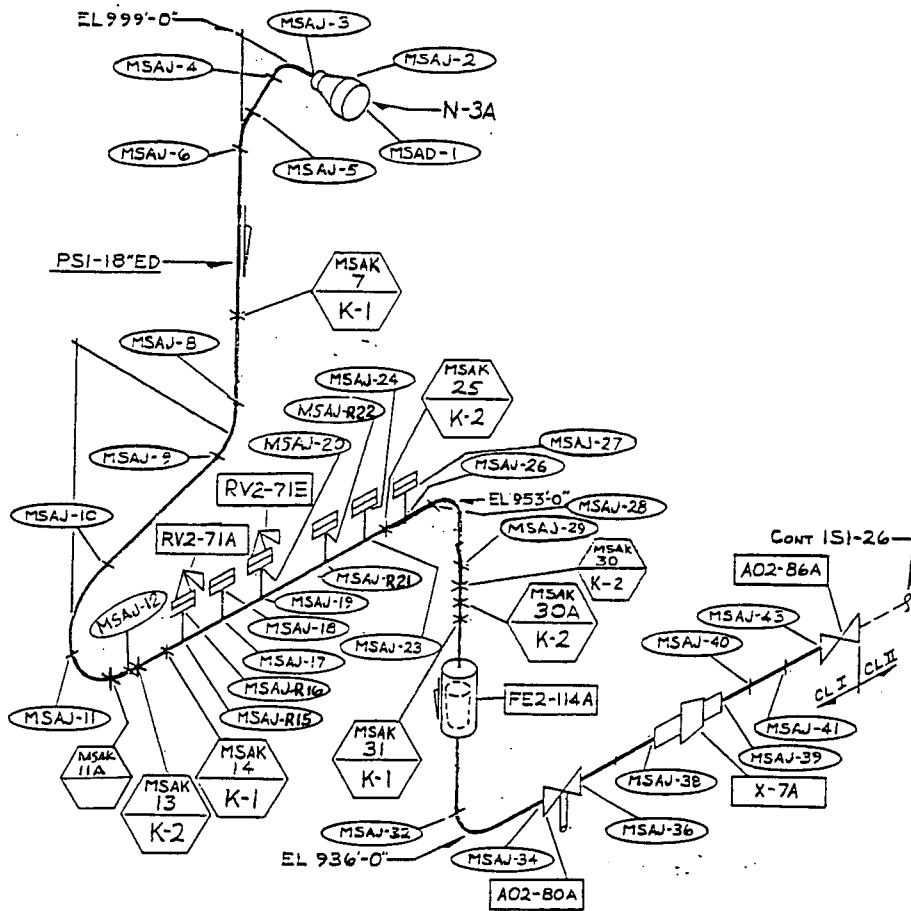 EL 999'-0"
MSAJ-3
MSAJ-4
MSAJ-2
N-3A
MSAJ-6
MSAJ-5
MSAD-1
PS1-18"ED
MSAK
7
K-1
MSAJ-8
MSAJ-24
MSAK
25
K-2
MSAJ-R22
MSAJ-20
MSAJ-27
MSAJ-9
MSAJ-26
RV2-71E
EL 953'-0"
MSAJ-28
MSAJ-10
RV2-71A
MSAJ-29
CONT ISI-26
MSAK
30
K-2
A02-86A
MSAJ-R21
MSAJ-12
MSAJ-19
MSAK
30A
K-2
MSAJ-43
MSAJ-18
MSAJ-40
MSAJ-17
MSAJ-23
MSAJ-R16
FE2-114A
CL I
CL II
MSAJ-11
MSAJ-R15
MSAJ-41
MSAK
11A
MSAK
14
K-1
MSAK
31
K-1
MSAJ-39
MSAJ-38
X-7A
MSAK
13
K-2
MSAJ-32
MSAJ-36
EL 936'-0"
MSAJ-34
A02-80A